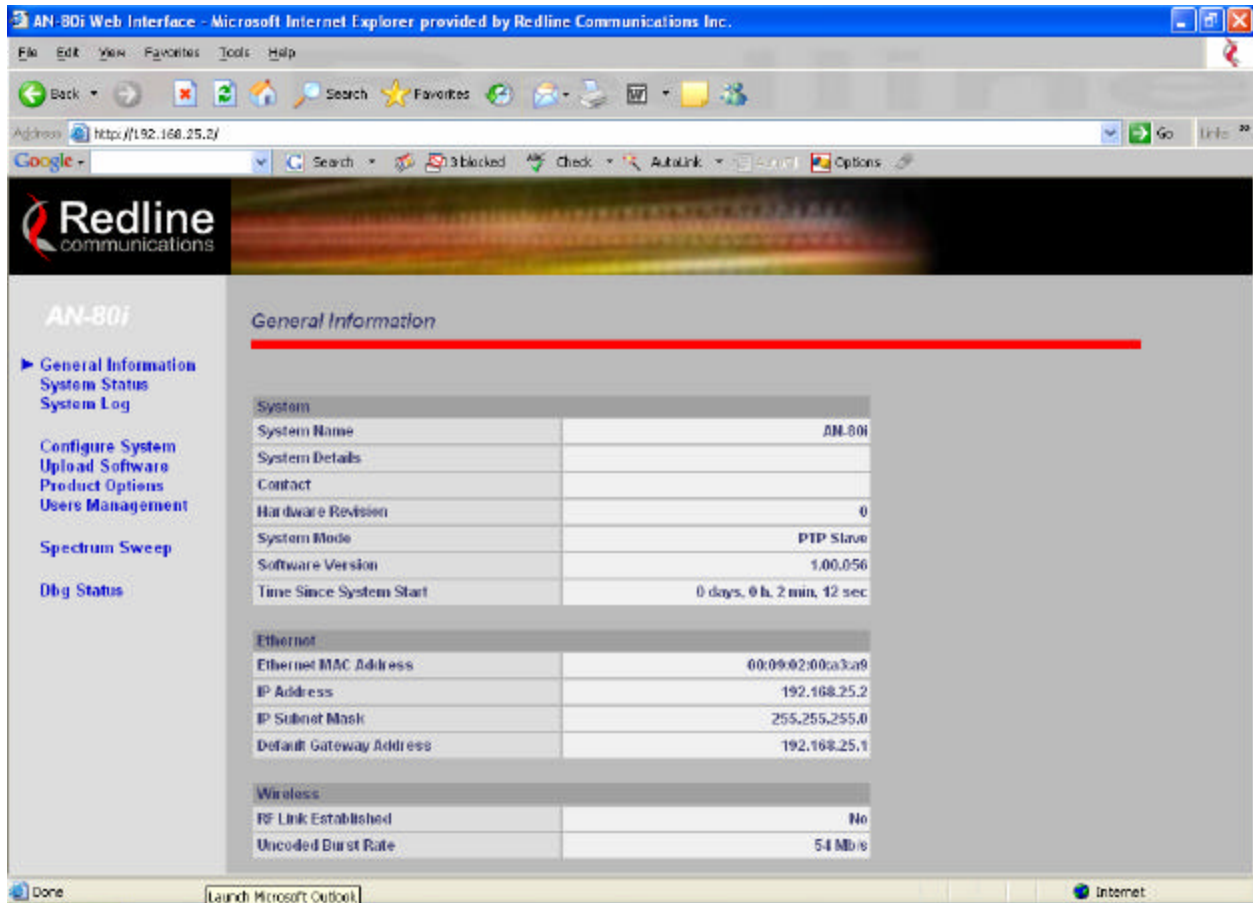 AN-80i Web Interface - Microsoft Internet Explorer provided by Redline Communications Inc.
File Edit View Favorites Tools Help
Back Search Favorites
Address http://192.168.25.2/ Go Links
Google Search 3 blocked Check AutoLink Options
Redline
communications
AN-80i
General Information
System Status
System Log
Configure System
Upload Software
Product Options
Users Management
Spectrum Sweep
Dbg Status
General Information
System
System Name AN-80i
System Details
Contact
Hardware Revision 0
System Mode PTP Slave
Software Version 1.00.056
Time Since System Start 0 days, 0 h, 2 min, 12 sec
Ethernet
Ethernet MAC Address 00:09:02:00:a3:a9
IP Address 192.168.25.2
IP Subnet Mask 255.255.255.0
Default Gateway Address 192.168.25.1
Wireless
RF Link Established No
Uncoded Burst Rate 54 Mb/s
Done Launch Microsoft Outlook Internet